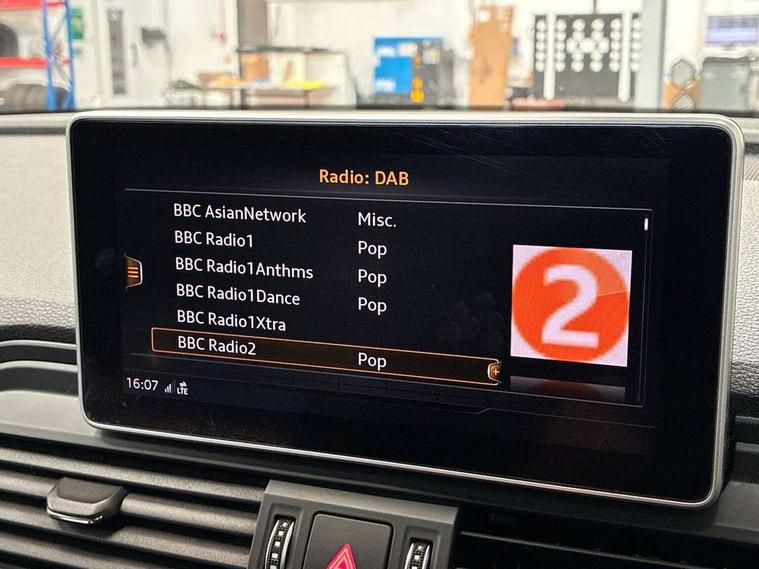 Radio: DAB
BBC AsianNetwork Misc.
BBC Radio1 Pop
BBC Radio1Anthms Pop
BBC Radio1Dance Pop
BBC Radio1Xtra
BBC Radio2 Pop
2
16:07 LTE